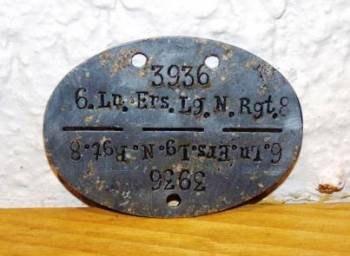 3936
6. Ln. Ers. Lg. N. Rgt. 8
6. Ln. Ers. Lg. N. Rgt. 8
3936